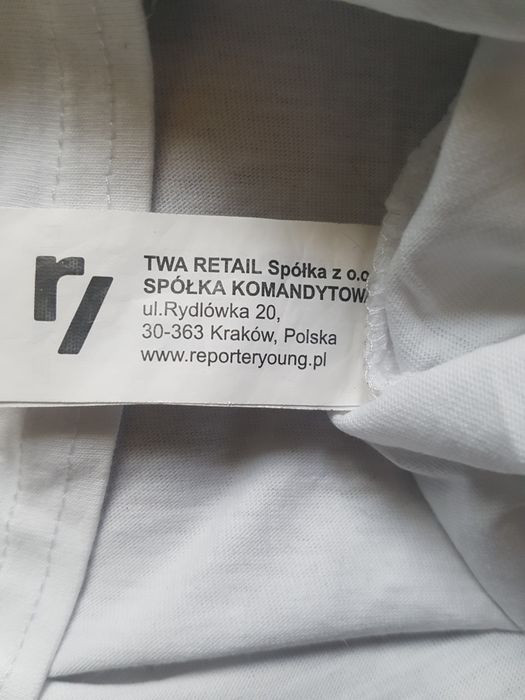 r/
TWA RETAIL Spółka z o.o
SPÓŁKA KOMANDYTOWA
ul.Rydlówka 20,
30-363 Kraków, Polska
www.reporteryoung.pl